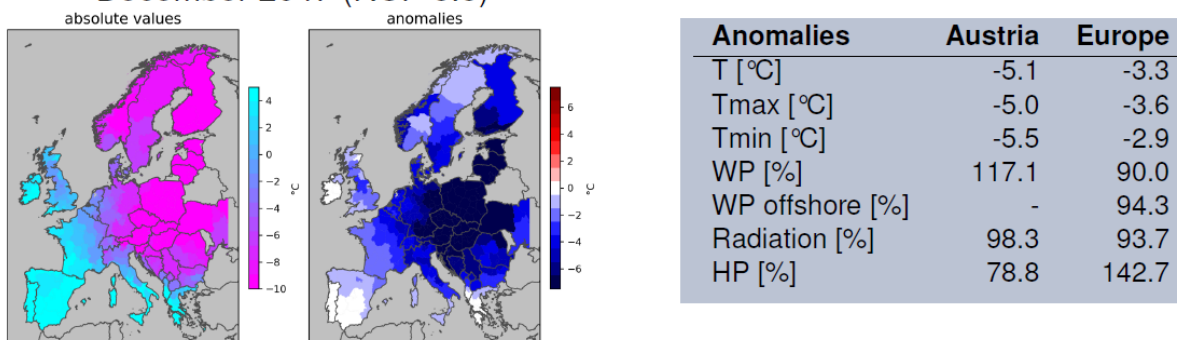 absolute values
anomalies
4
2
0
−2
−4
−6
−8
−10
°C
6
4
2
0
−2
−4
−6
°C
Anomalies Austria Europe
T [°C] -5.1 -3.3
Tmax [°C] -5.0 -3.6
Tmin [°C] -5.5 -2.9
WP [%] 117.1 90.0
WP offshore [%] - 94.3
Radiation [%] 98.3 93.7
HP [%] 78.8 142.7